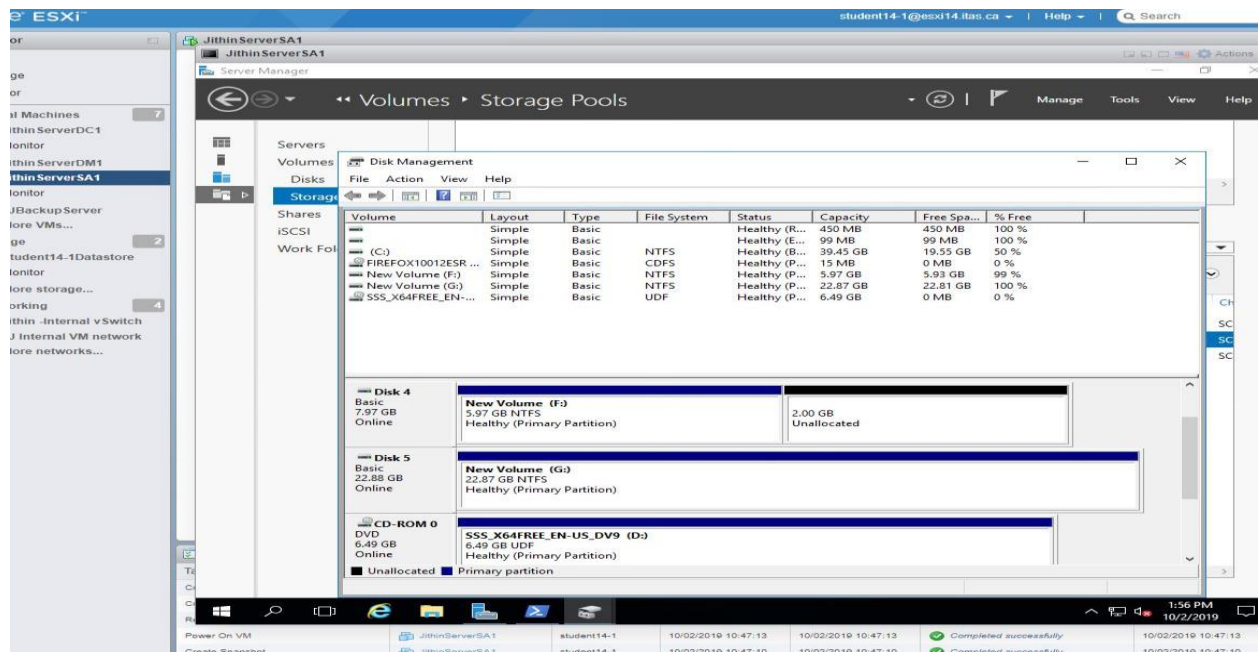 ESXi
student14-1@esxi14.itas.ca | Help | Search
or
JithinServerSA1
JithinServerSA1
Actions
Server Manager
Volumes Storage Pools
Manage Tools View Help
ge
or
al Machines 7
ithinServerDC1
lonitor
ithinServerDM1
ithinServerSA1
lonitor
JBackupServer
lore VMs...
ge 2
tudent14-1Datastore
lonitor
lore storage...
orking 4
ithin -Internal vSwitch
J Internal VM network
lore networks...
Servers
Volumes
Disks
Storage
Shares
iSCSI
Work Fol
Disk Management
File Action View Help
Volume Layout Type File System Status Capacity Free Spa... % Free
Simple Basic Healthy (R... 450 MB 450 MB 100 %
Simple Basic Healthy (E... 99 MB 99 MB 100 %
(C:) Simple Basic NTFS Healthy (B... 39.45 GB 19.55 GB 50 %
FIREFOX10012ESR ... Simple Basic CDFS Healthy (P... 15 MB 0 MB 0 %
New Volume (F:) Simple Basic NTFS Healthy (P... 5.97 GB 5.93 GB 99 %
New Volume (G:) Simple Basic NTFS Healthy (P... 22.87 GB 22.81 GB 100 %
SSS_X64FREE_EN-... Simple Basic UDF Healthy (P... 6.49 GB 0 MB 0 %
Ch
SC
SC
SC
Disk 4
Basic
7.97 GB
Online
New Volume (F:)
5.97 GB NTFS
Healthy (Primary Partition)
2.00 GB
Unallocated
Disk 5
Basic
22.88 GB
Online
New Volume (G:)
22.87 GB NTFS
Healthy (Primary Partition)
CD-ROM 0
DVD
6.49 GB
Online
SSS_X64FREE_EN-US_DV9 (D:)
6.49 GB UDF
Healthy (Primary Partition)
Unallocated Primary partition
1:56 PM
10/2/2019
Power On VM JithinServerSA1 student14-1 10/02/2019 10:47:13 10/02/2019 10:47:13 Completed successfully 10/02/2019 10:47:13